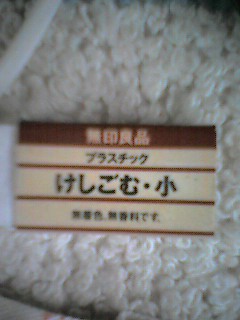 無印良品
プラスチック
けしごむ・小
無着色、無香料です。